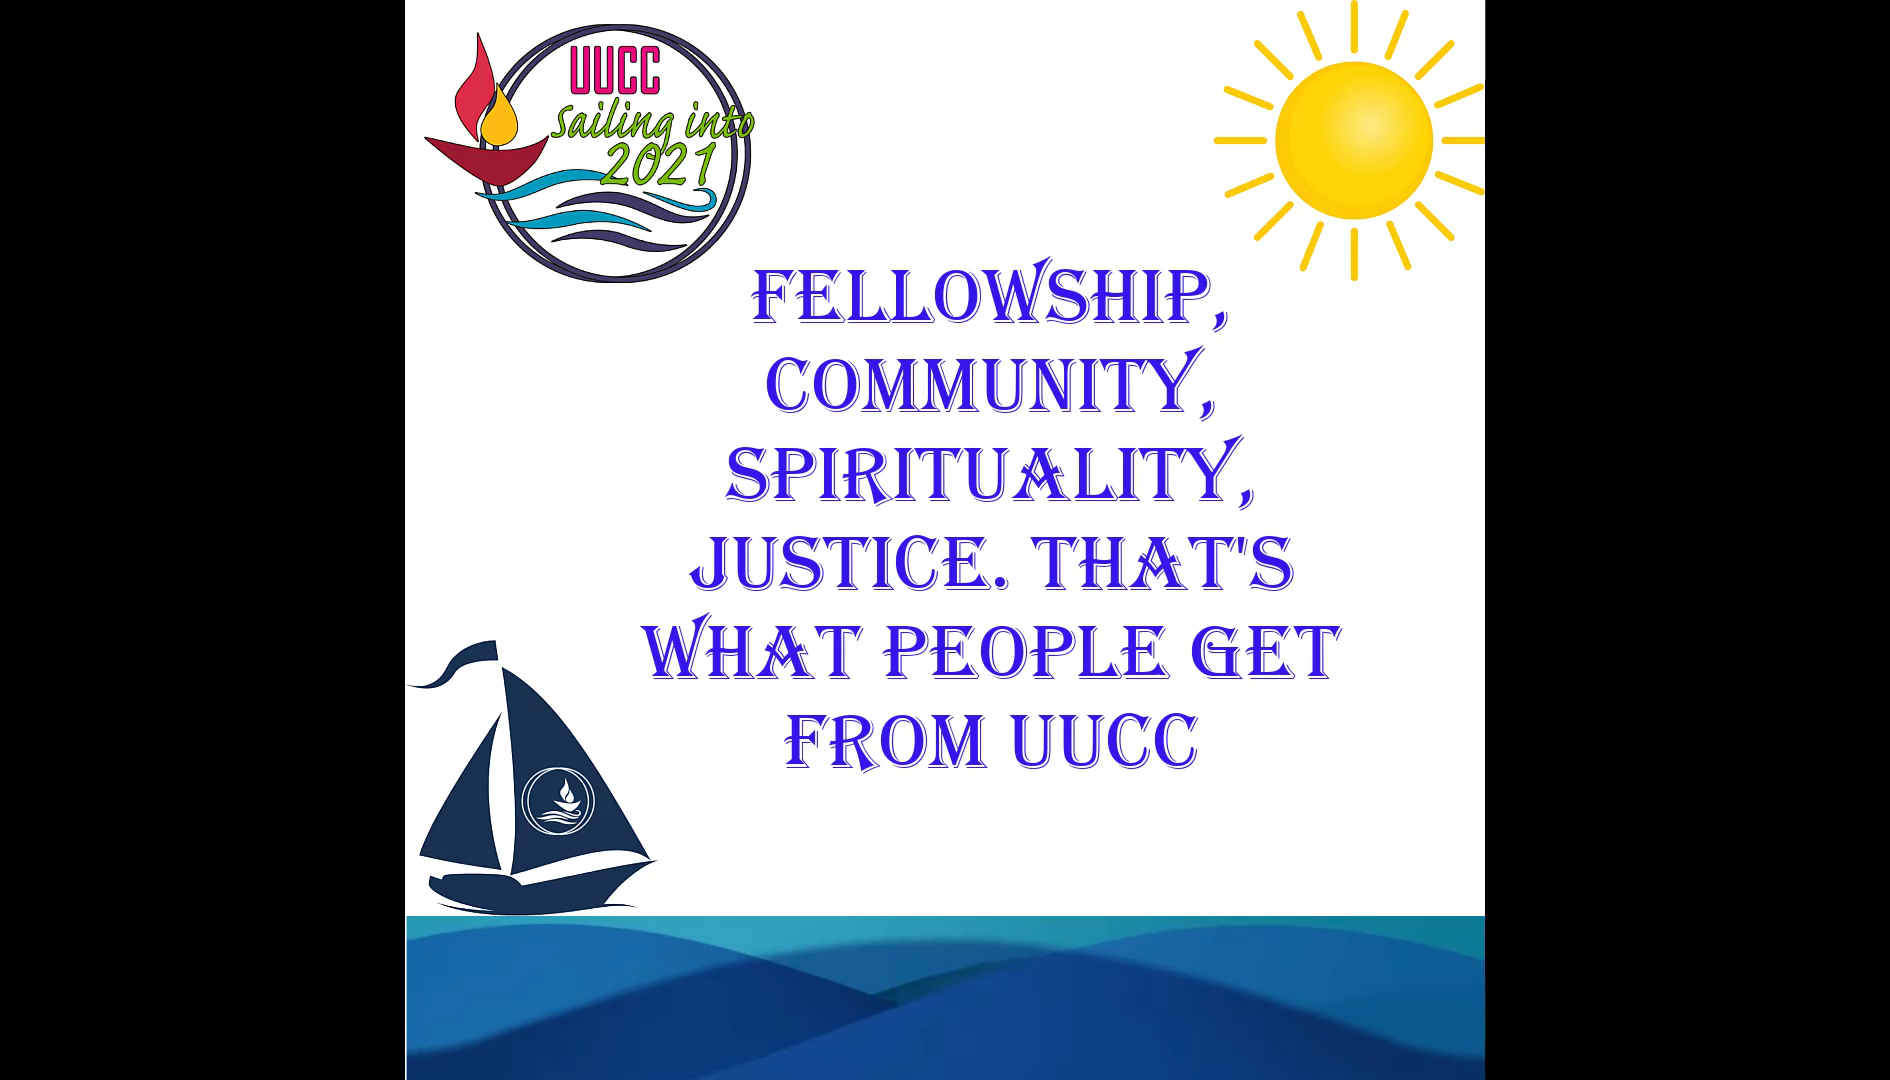 UUCC
Sailing into
2021
FELLOWSHIP,
COMMUNITY,
SPIRITUALITY,
JUSTICE. THAT'S
WHAT PEOPLE GET
FROM UUCC